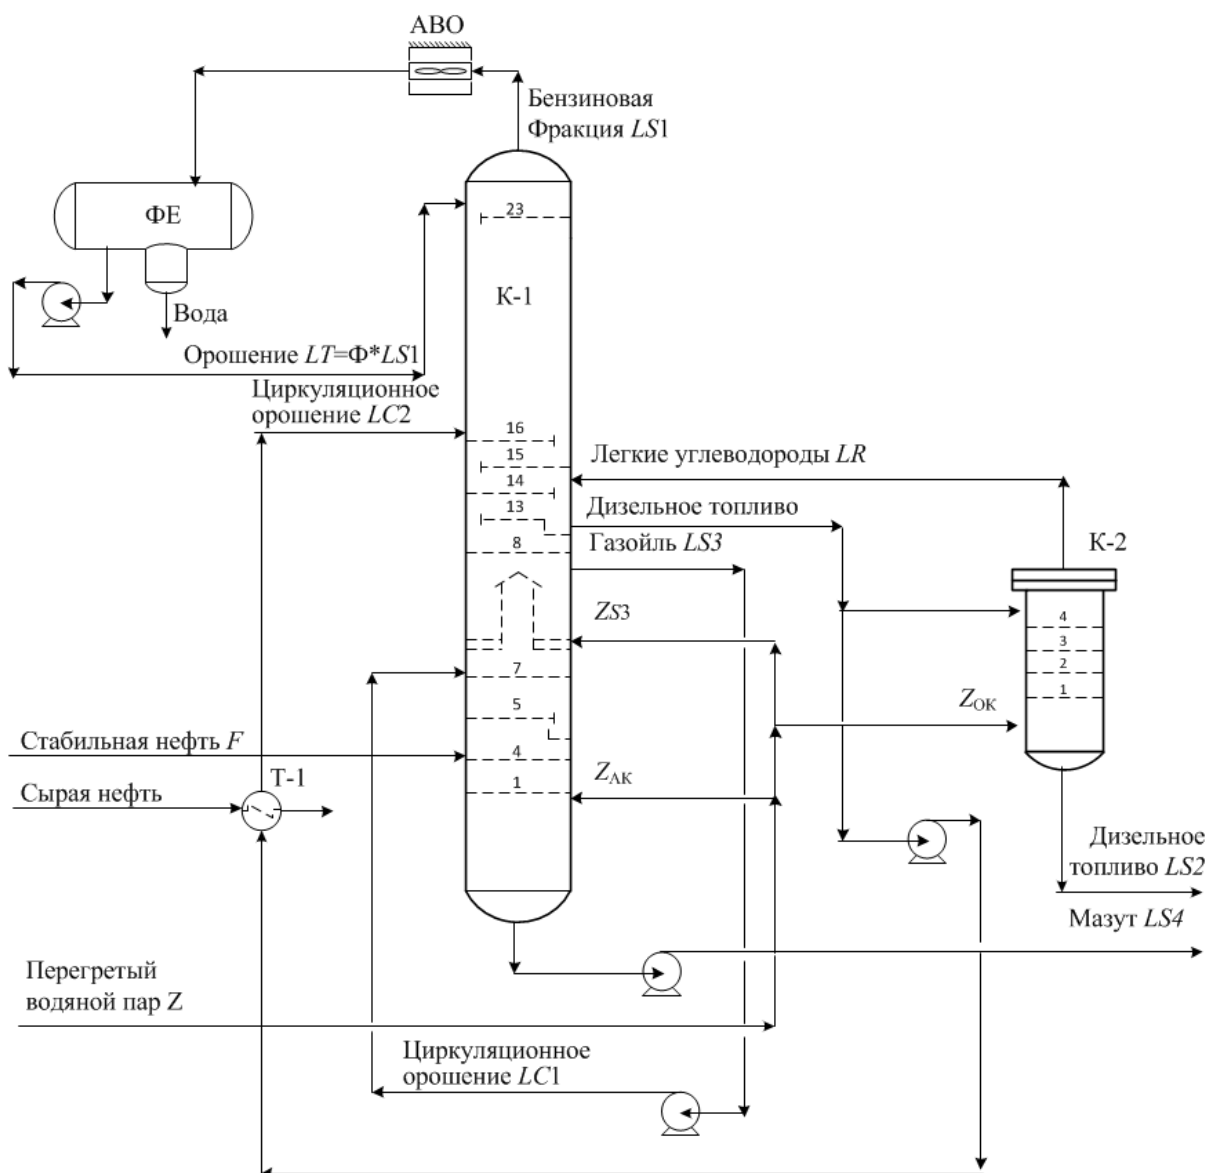 АВО
Бензиновая
Фракция LS1
ФЕ
23
К-1
Вода
Орошение LT=Ф*LS1
Циркуляционное
орошение LC2
16
15
Легкие углеводороды LR
14
13
Дизельное топливо
8
Газойль LS3
К-2
ZS3
4
3
2
1
7
5
ZОК
Стабильная нефть F
4
Т-1
ZАК
Сырая нефть
1
Дизельное
топливо LS2
Мазут LS4
Перегретый
водяной пар Z
Циркуляционное
орошение LC1